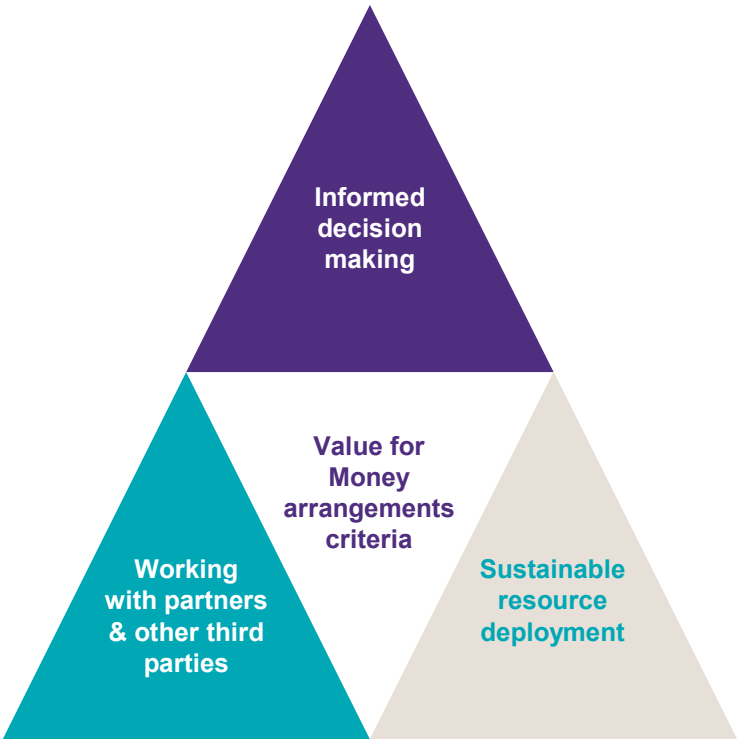 Informed
decision
making
Value for
Money
arrangements
criteria
Working
with partners
& other third
parties
Sustainable
resource
deployment